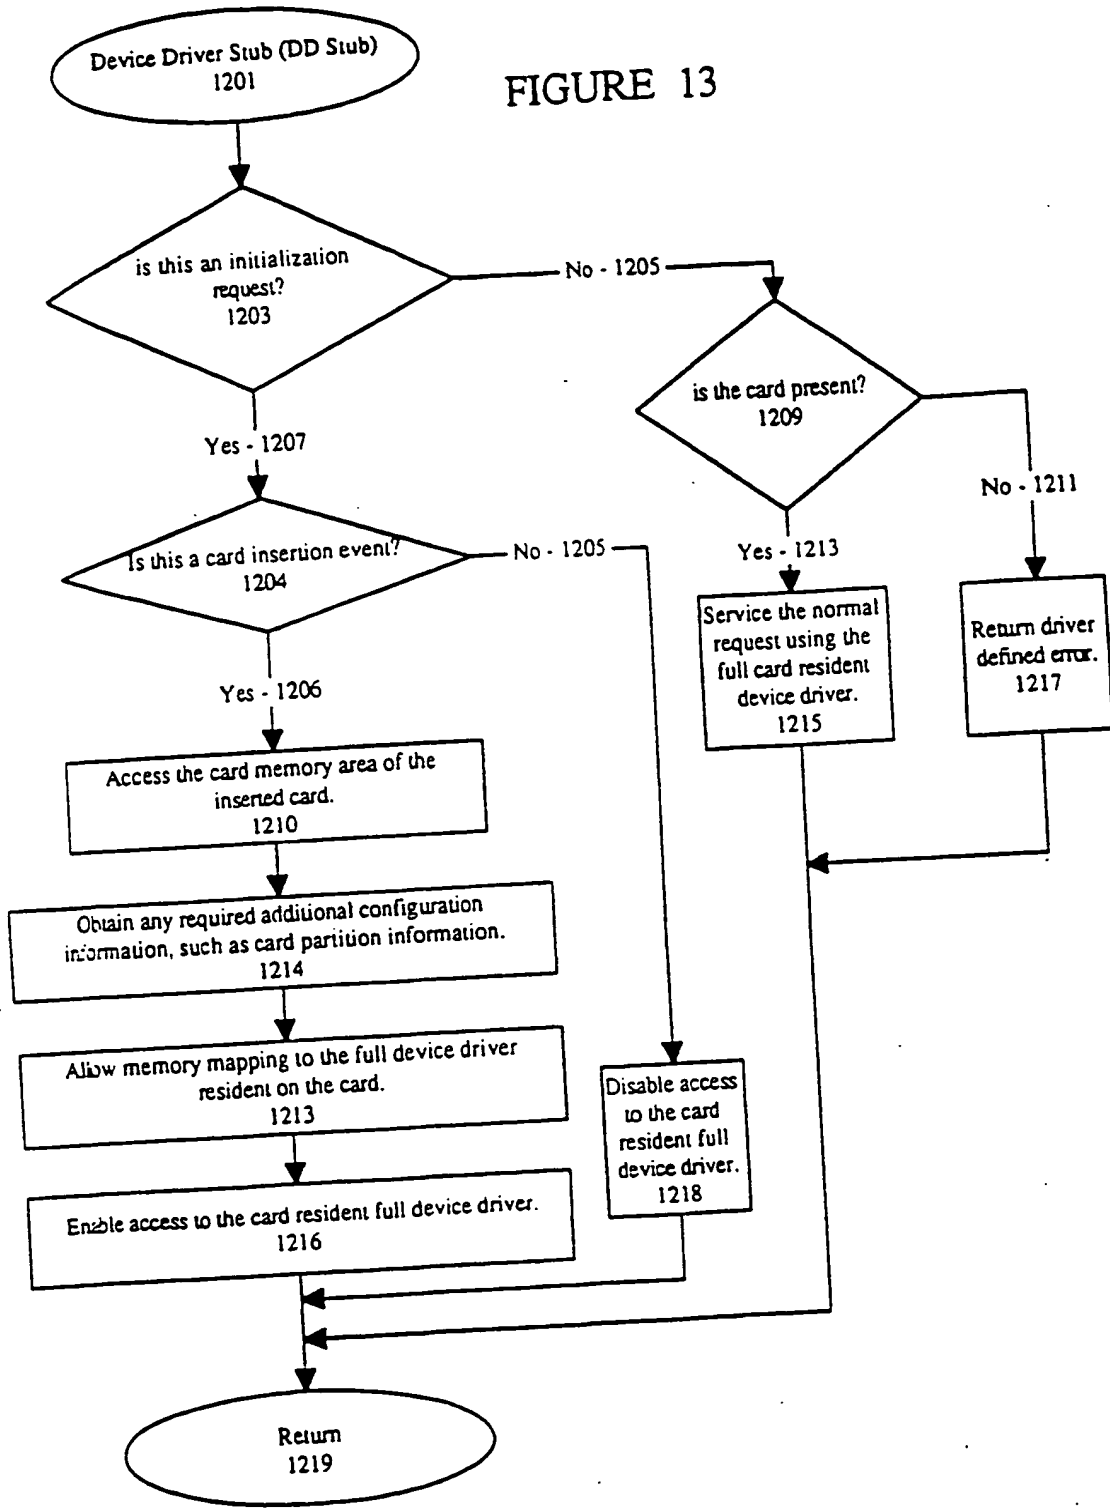 Device Driver Stub (DD Stub)
1201
FIGURE 13
is this an initialization
request?
1203
No - 1205
is the card present?
1209
Yes - 1207
No - 1211
Is this a card insertion event?
1204
No - 1205
Yes - 1213
Service the normal
request using the
full card resident
device driver.
1215
Return driver
defined error.
1217
Yes - 1206
Access the card memory area of the
inserted card.
1210
Obtain any required additional configuration
information, such as card partition information.
1214
Allow memory mapping to the full device driver
resident on the card.
1213
Disable access
to the card
resident full
device driver.
1218
Enable access to the card resident full device driver.
1216
Return
1219